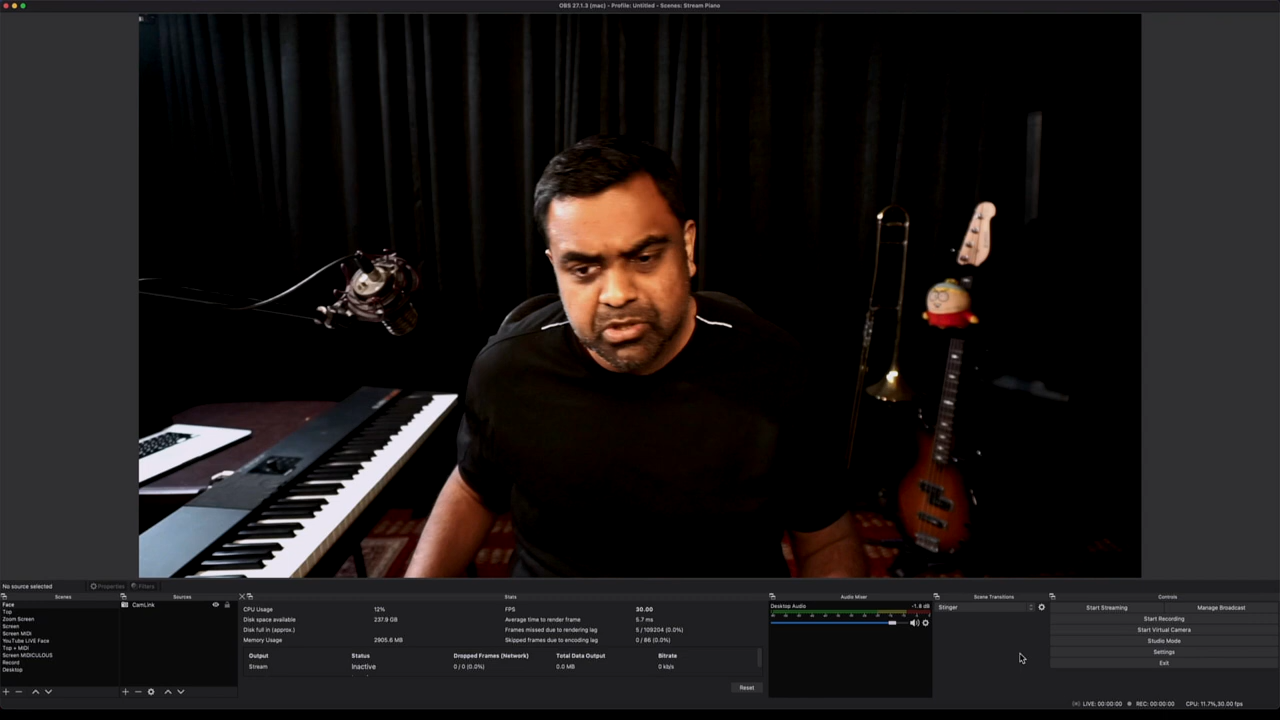 OBS 27.1.3 (mac) - Profile: Untitled - Scenes: Stream Piano
No source selected
Properties
Filters
Scenes
Face
Top
Zoom Screen
Screen
Screen MIDI
YouTube LIVE Face
Top + MIDI
Screen MIDICULOUS
Record
Desktop
Sources
CamLink
Stats
CPU Usage 12%
Disk space available 237.9 GB
Disk full in (approx.)
Memory Usage 2905.6 MB
FPS 30.00
Average time to render frame 5.7 ms
Frames missed due to rendering lag 5 / 109204 (0.0%)
Skipped frames due to encoding lag 0 / 86 (0.0%)
Output Status Dropped Frames (Network) Total Data Output Bitrate
Stream Inactive 0 / 0 (0.0%) 0.0 MB 0 kb/s
Reset
Audio Mixer
Desktop Audio -1.8 dB
Scene Transitions
Stinger
Controls
Start Streaming
Manage Broadcast
Start Recording
Start Virtual Camera
Studio Mode
Settings
Exit
LIVE: 00:00:00 REC: 00:00:00 CPU: 11.7%, 30.00 fps